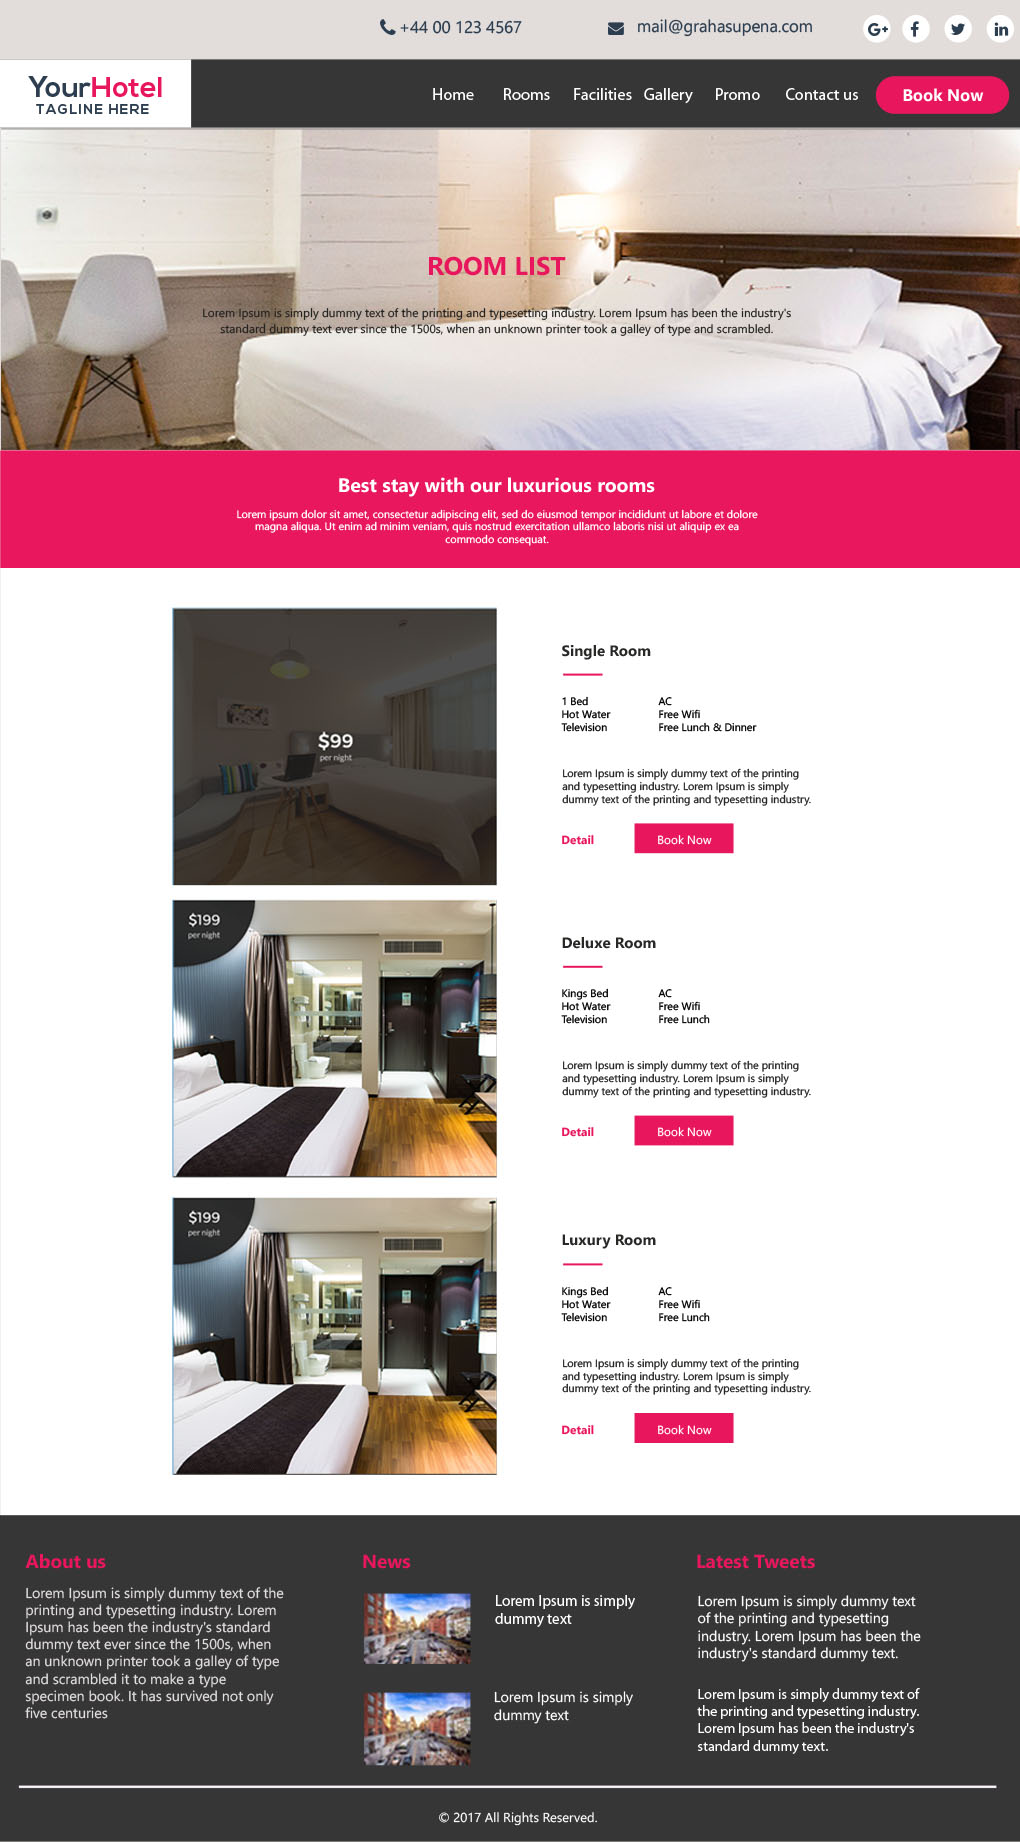 +44 00 123 4567
mail@grahasupena.com
YourHotel
TAGLINE HERE
Home Rooms Facilities Gallery Promo Contact us Book Now
ROOM LIST
Lorem Ipsum is simply dummy text of the printing and typesetting industry. Lorem Ipsum has been the industry's
standard dummy text ever since the 1500s, when an unknown printer took a galley of type and scrambled.
Best stay with our luxurious rooms
Lorem ipsum dolor sit amet, consectetur adipiscing elit, sed do eiusmod tempor incididunt ut labore et dolore
magna aliqua. Ut enim ad minim veniam, quis nostrud exercitation ullamco laboris nisi ut aliquip ex ea
commodo consequat.
$99
per night
Single Room
1 Bed AC
Hot Water Free Wifi
Television Free Lunch & Dinner
Lorem Ipsum is simply dummy text of the printing
and typesetting industry. Lorem Ipsum is simply
dummy text of the printing and typesetting industry.
Detail Book Now
$199
per night
Deluxe Room
Kings Bed AC
Hot Water Free Wifi
Television Free Lunch
Lorem Ipsum is simply dummy text of the printing
and typesetting industry. Lorem Ipsum is simply
dummy text of the printing and typesetting industry.
Detail Book Now
$199
per night
Luxury Room
Kings Bed AC
Hot Water Free Wifi
Television Free Lunch
Lorem Ipsum is simply dummy text of the printing
and typesetting industry. Lorem Ipsum is simply
dummy text of the printing and typesetting industry.
Detail Book Now
About us
Lorem Ipsum is simply dummy text of the
printing and typesetting industry. Lorem
Ipsum has been the industry's standard
dummy text ever since the 1500s, when
an unknown printer took a galley of type
and scrambled it to make a type
specimen book. It has survived not only
five centuries
News
Lorem Ipsum is simply
dummy text
Lorem Ipsum is simply
dummy text
Latest Tweets
Lorem Ipsum is simply dummy text
of the printing and typesetting
industry. Lorem Ipsum has been the
industry's standard dummy text.
Lorem Ipsum is simply dummy text of
the printing and typesetting industry.
Lorem Ipsum has been the industry's
standard dummy text.
© 2017 All Rights Reserved.